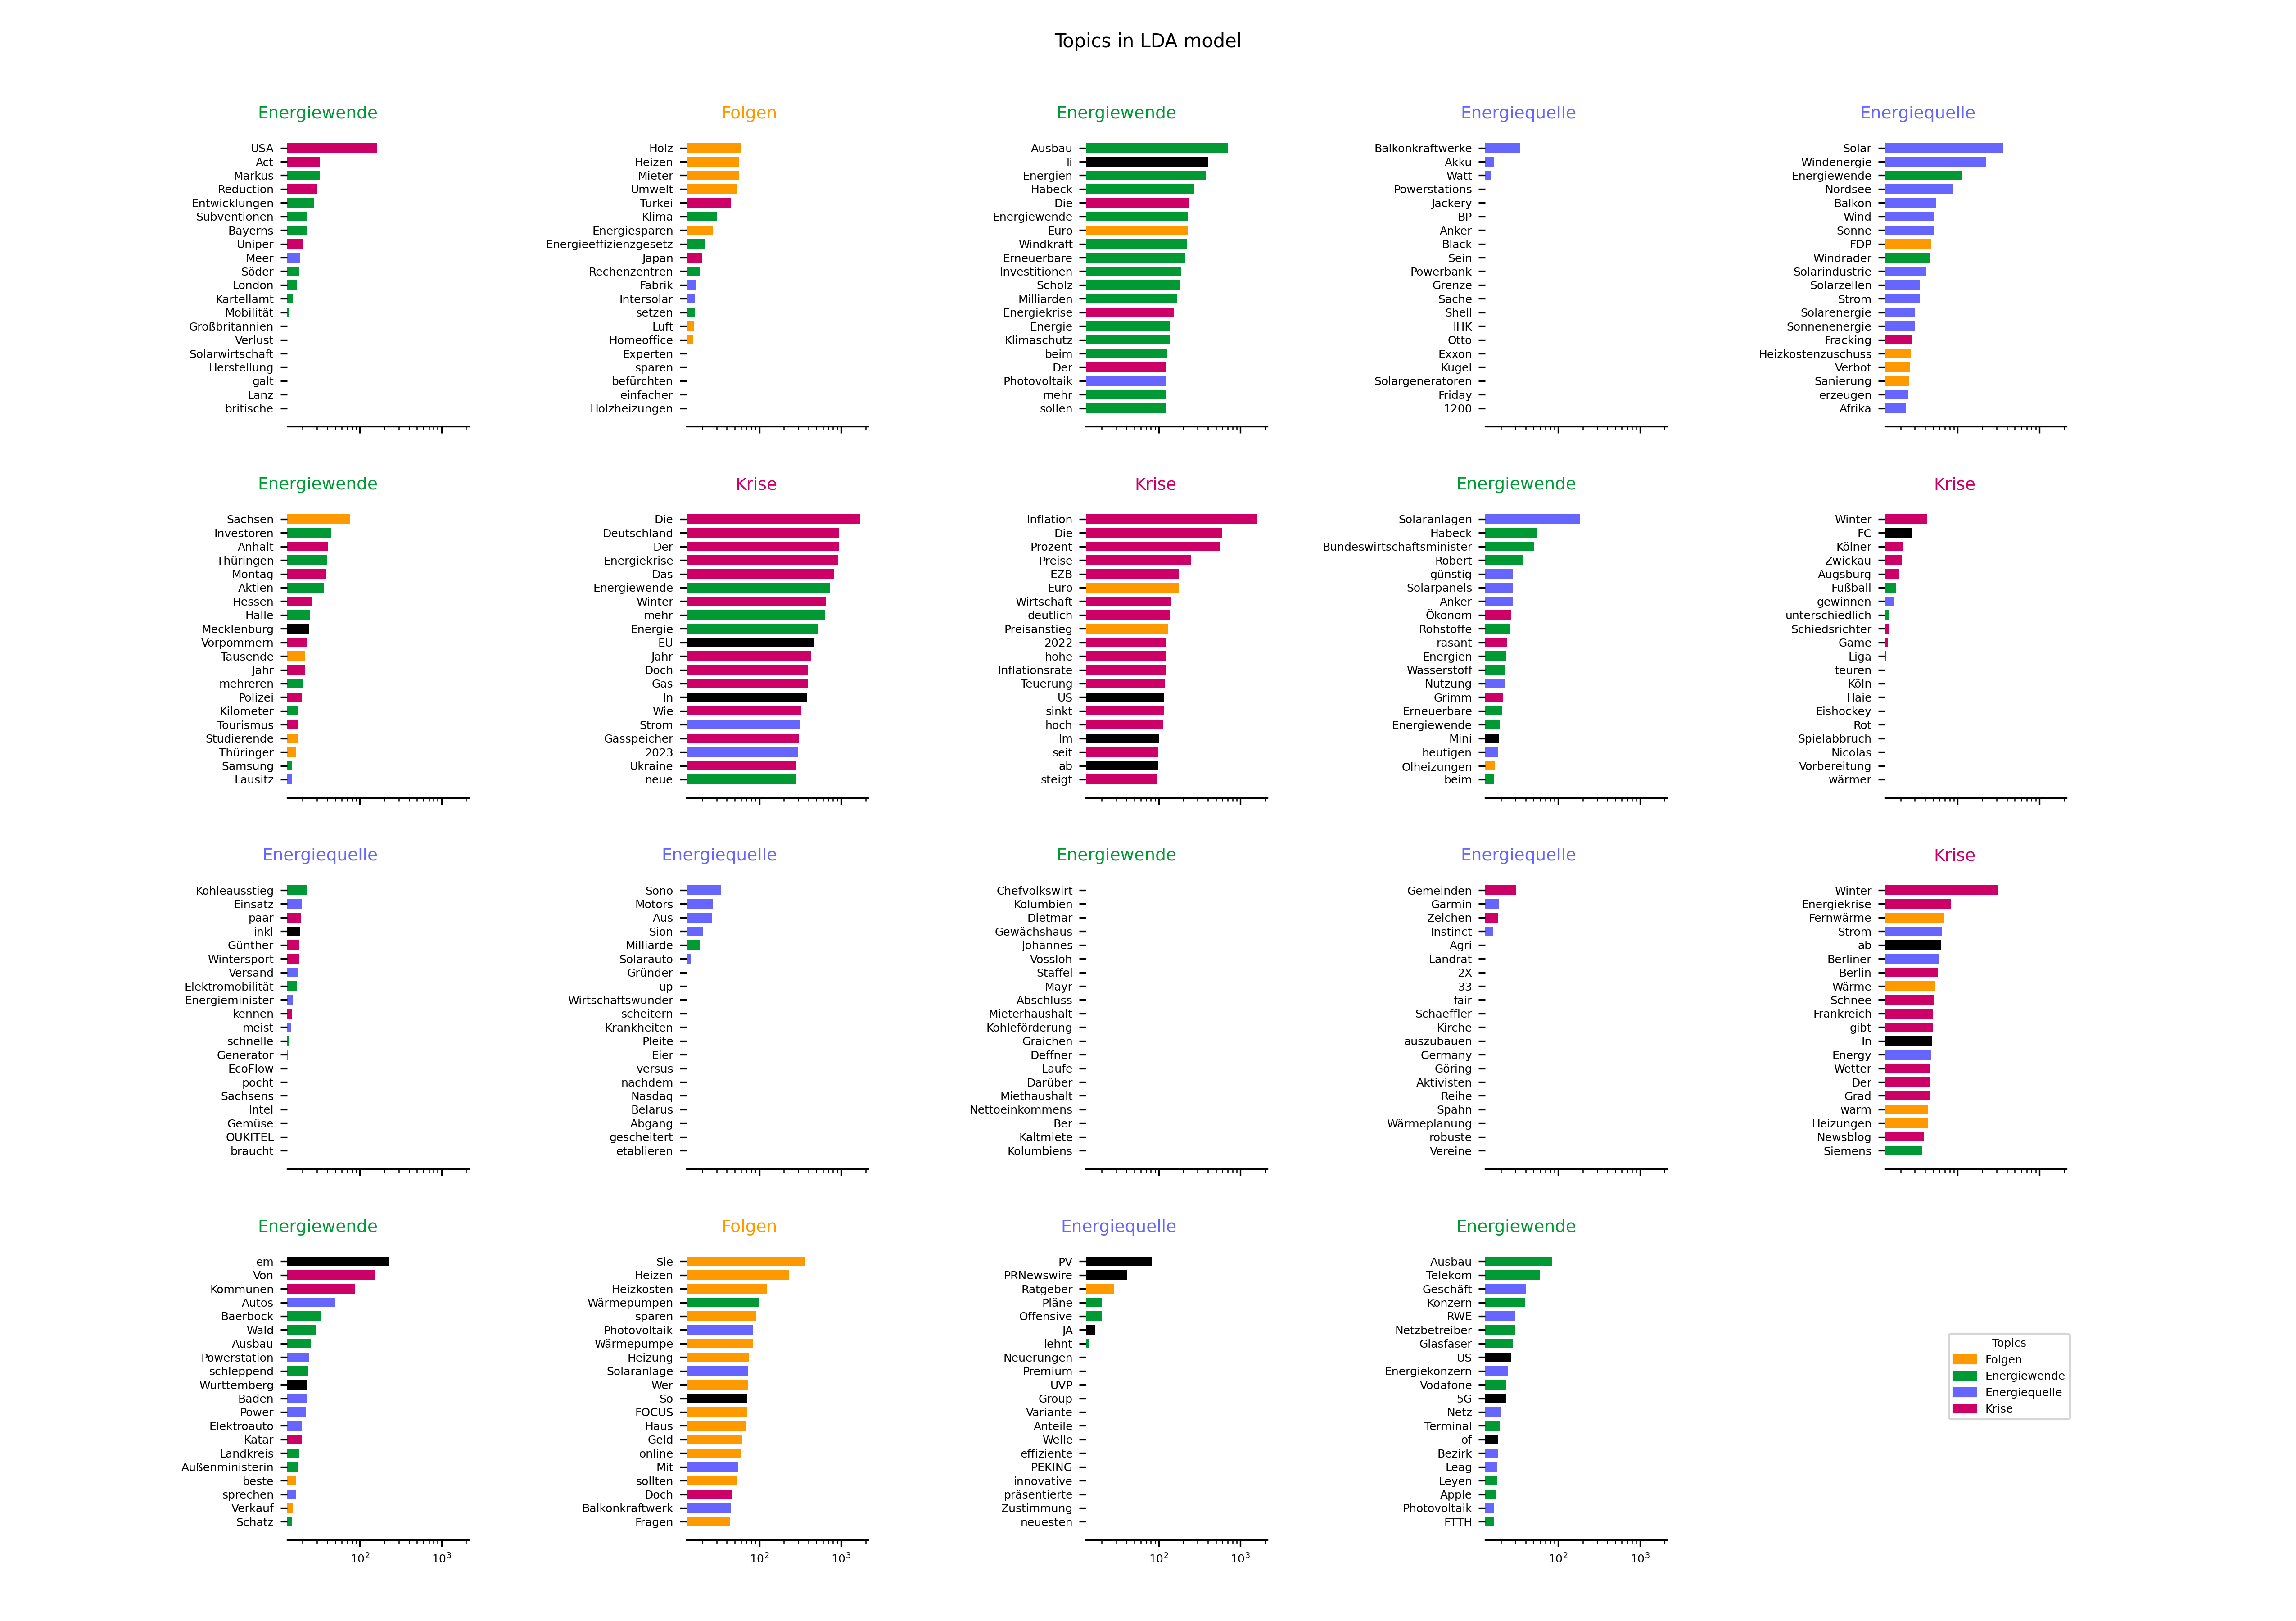 Topics in LDA model
Energiewende
USA
Act
Markus
Reduction
Entwicklungen
Subventionen
Bayerns
Uniper
Meer
Söder
London
Kartellamt
Mobilität
Großbritannien
Verlust
Solarwirtschaft
Herstellung
galt
Lanz
britische
Folgen
Holz
Heizen
Mieter
Umwelt
Türkei
Klima
Energiesparen
Energieeffizienzgesetz
Japan
Rechenzentren
Fabrik
Intersolar
setzen
Luft
Homeoffice
Experten
sparen
befürchten
einfacher
Holzheizungen
Energiewende
Ausbau
li
Energien
Habeck
Die
Energiewende
Euro
Windkraft
Erneuerbare
Investitionen
Scholz
Milliarden
Energiekrise
Energie
Klimaschutz
beim
Der
Photovoltaik
mehr
sollen
Energiequelle
Balkonkraftwerke
Akku
Watt
Powerstations
Jackery
BP
Anker
Black
Sein
Powerbank
Grenze
Sache
Shell
IHK
Otto
Exxon
Kugel
Solargeneratoren
Friday
1200
Energiequelle
Solar
Windenergie
Energiewende
Nordsee
Balkon
Wind
Sonne
FDP
Windräder
Solarindustrie
Solarzellen
Strom
Solarenergie
Sonnenenergie
Fracking
Heizkostenzuschuss
Verbot
Sanierung
erzeugen
Afrika
Energiewende
Sachsen
Investoren
Anhalt
Thüringen
Montag
Aktien
Hessen
Halle
Mecklenburg
Vorpommern
Tausende
Jahr
mehreren
Polizei
Kilometer
Tourismus
Studierende
Thüringer
Samsung
Lausitz
Krise
Die
Deutschland
Der
Energiekrise
Das
Energiewende
Winter
mehr
Energie
EU
Jahr
Doch
Gas
In
Wie
Strom
Gasspeicher
2023
Ukraine
neue
Krise
Inflation
Die
Prozent
Preise
EZB
Euro
Wirtschaft
deutlich
Preisanstieg
2022
hohe
Inflationsrate
Teuerung
US
sinkt
hoch
Im
seit
ab
steigt
Energiewende
Solaranlagen
Habeck
Bundeswirtschaftsminister
Robert
günstig
Solarpanels
Anker
Ökonom
Rohstoffe
rasant
Energien
Wasserstoff
Nutzung
Grimm
Erneuerbare
Energiewende
Mini
heutigen
Ölheizungen
beim
Krise
Winter
FC
Kölner
Zwickau
Augsburg
Fußball
gewinnen
unterschiedlich
Schiedsrichter
Game
Liga
teuren
Köln
Haie
Eishockey
Rot
Spielabbruch
Nicolas
Vorbereitung
wärmer
Energiequelle
Kohleausstieg
Einsatz
paar
inkl
Günther
Wintersport
Versand
Elektromobilität
Energieminister
kennen
meist
schnelle
Generator
EcoFlow
pocht
Sachsens
Intel
Gemüse
OUKITEL
braucht
Energiequelle
Sono
Motors
Aus
Sion
Milliarde
Solarauto
Gründer
up
Wirtschaftswunder
scheitern
Krankheiten
Pleite
Eier
versus
nachdem
Nasdaq
Belarus
Abgang
gescheitert
etablieren
Energiewende
Chefvolkswirt
Kolumbien
Dietmar
Gewächshaus
Johannes
Vossloh
Staffel
Mayr
Abschluss
Mieterhaushalt
Kohleförderung
Graichen
Deffner
Laufe
Darüber
Miethaushalt
Nettoeinkommens
Ber
Kaltmiete
Kolumbiens
Energiequelle
Gemeinden
Garmin
Zeichen
Instinct
Agri
Landrat
2X
33
fair
Schaeffler
Kirche
auszubauen
Germany
Göring
Aktivisten
Reihe
Spahn
Wärmeplanung
robuste
Vereine
Krise
Winter
Energiekrise
Fernwärme
Strom
ab
Berliner
Berlin
Wärme
Schnee
Frankreich
gibt
In
Energy
Wetter
Der
Grad
warm
Heizungen
Newsblog
Siemens
Energiewende
em
Von
Kommunen
Autos
Baerbock
Wald
Ausbau
Powerstation
schleppend
Württemberg
Baden
Power
Elektroauto
Katar
Landkreis
Außenministerin
beste
sprechen
Verkauf
Schatz
10² 10³
Folgen
Sie
Heizen
Heizkosten
Wärmepumpen
sparen
Photovoltaik
Wärmepumpe
Heizung
Solaranlage
Wer
So
FOCUS
Haus
Geld
online
Mit
sollten
Doch
Balkonkraftwerk
Fragen
10² 10³
Energiequelle
PV
PRNewswire
Ratgeber
Pläne
Offensive
JA
lehnt
Neuerungen
Premium
UVP
Group
Variante
Anteile
Welle
effiziente
PEKING
innovative
präsentierte
Zustimmung
neuesten
10² 10³
Energiewende
Ausbau
Telekom
Geschäft
Konzern
RWE
Netzbetreiber
Glasfaser
US
Energiekonzern
Vodafone
5G
Netz
Terminal
of
Bezirk
Leag
Leyen
Apple
Photovoltaik
FTTH
10² 10³
Topics
Folgen
Energiewende
Energiequelle
Krise